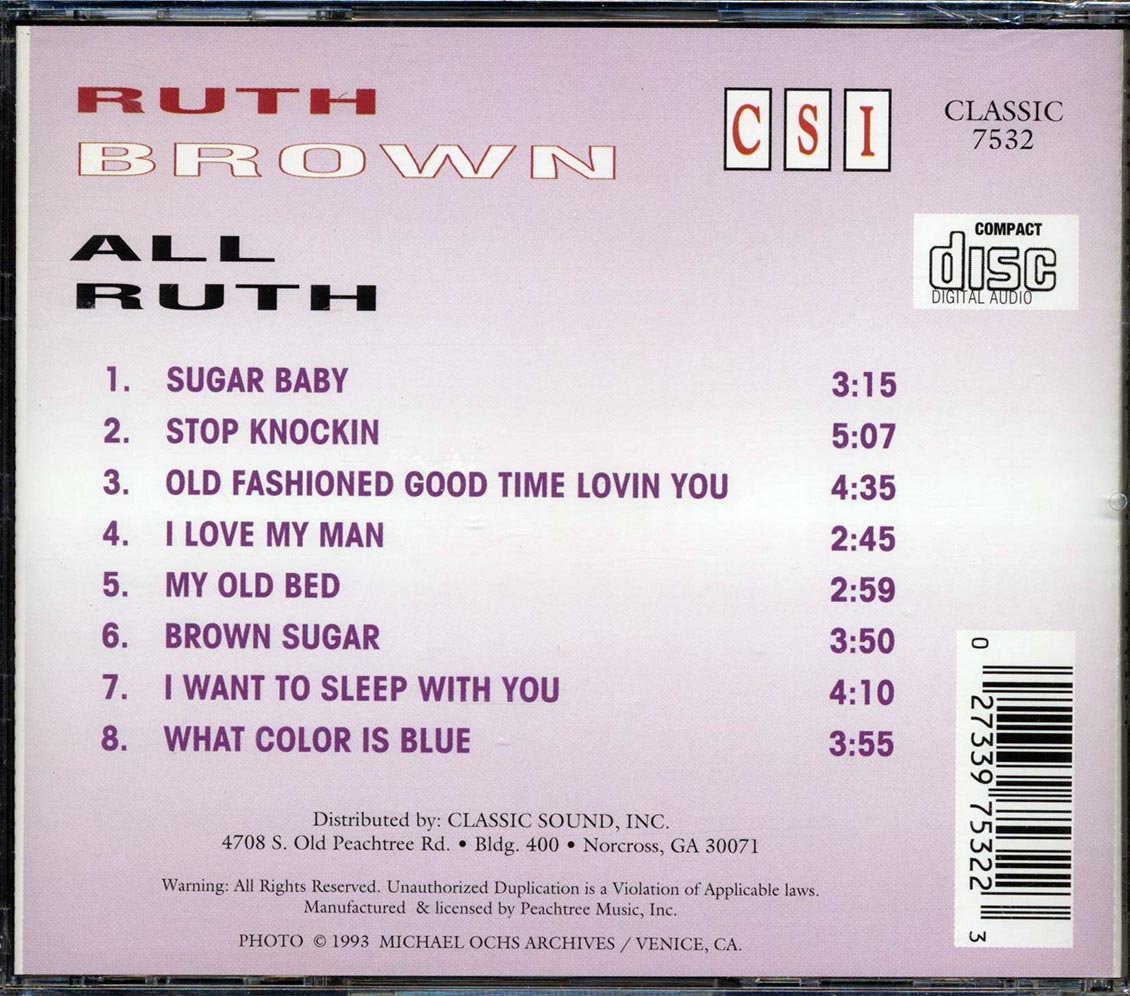 RUTH
BROWN
CSI
CLASSIC
7532
COMPACT
disc
DIGITAL AUDIO
ALL
RUTH
1. SUGAR BABY 3:15
2. STOP KNOCKIN 5:07
3. OLD FASHIONED GOOD TIME LOVIN YOU 4:35
4. I LOVE MY MAN 2:45
5. MY OLD BED 2:59
6. BROWN SUGAR 3:50
7. I WANT TO SLEEP WITH YOU 4:10
8. WHAT COLOR IS BLUE 3:55
0 27339 75322 3
Distributed by: CLASSIC SOUND, INC.
4708 S. Old Peachtree Rd. • Bldg. 400 • Norcross, GA 30071
Warning: All Rights Reserved. Unauthorized Duplication is a Violation of Applicable laws.
Manufactured & licensed by Peachtree Music, Inc.
PHOTO © 1993 MICHAEL OCHS ARCHIVES / VENICE, CA.